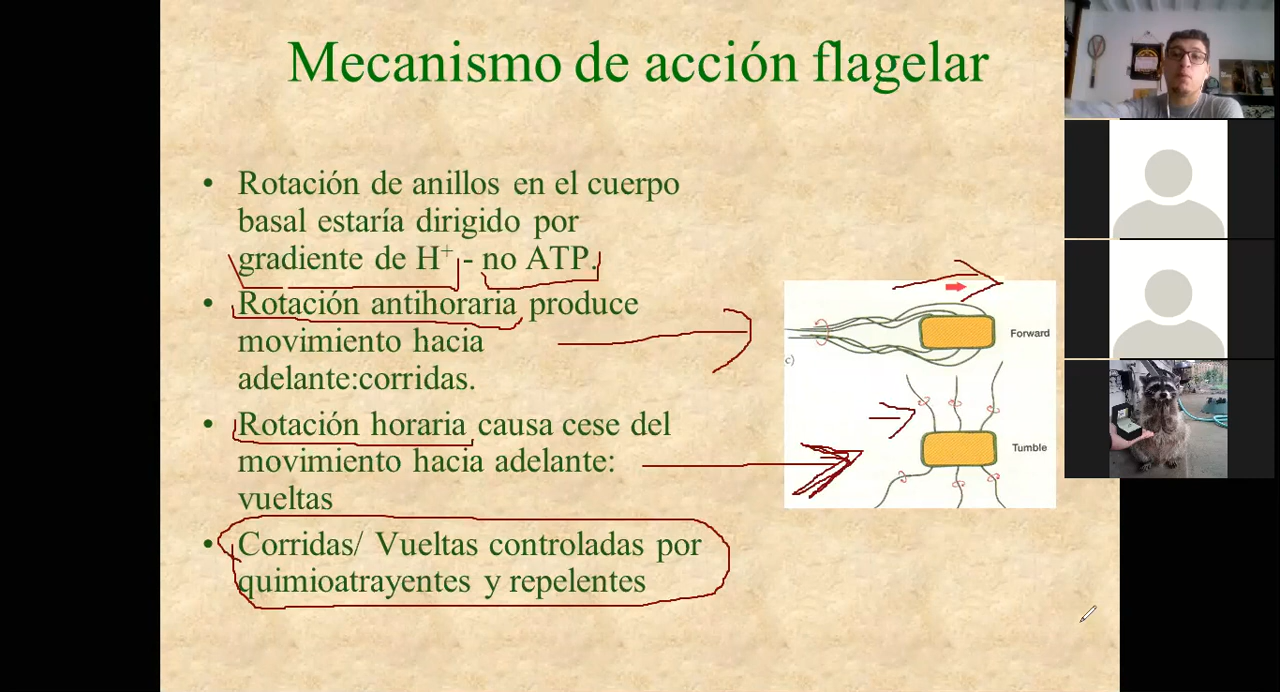 Mecanismo de acción flagelar
• Rotación de anillos en el cuerpo
basal estaría dirigido por
gradiente de H⁺ - no ATP.
• Rotación antihoraria produce
movimiento hacia
adelante:corridas.
• Rotación horaria causa cese del
movimiento hacia adelante:
vueltas
• Corridas/ Vueltas controladas por
quimioatrayentes y repelentes
Forward
c)
Tumble